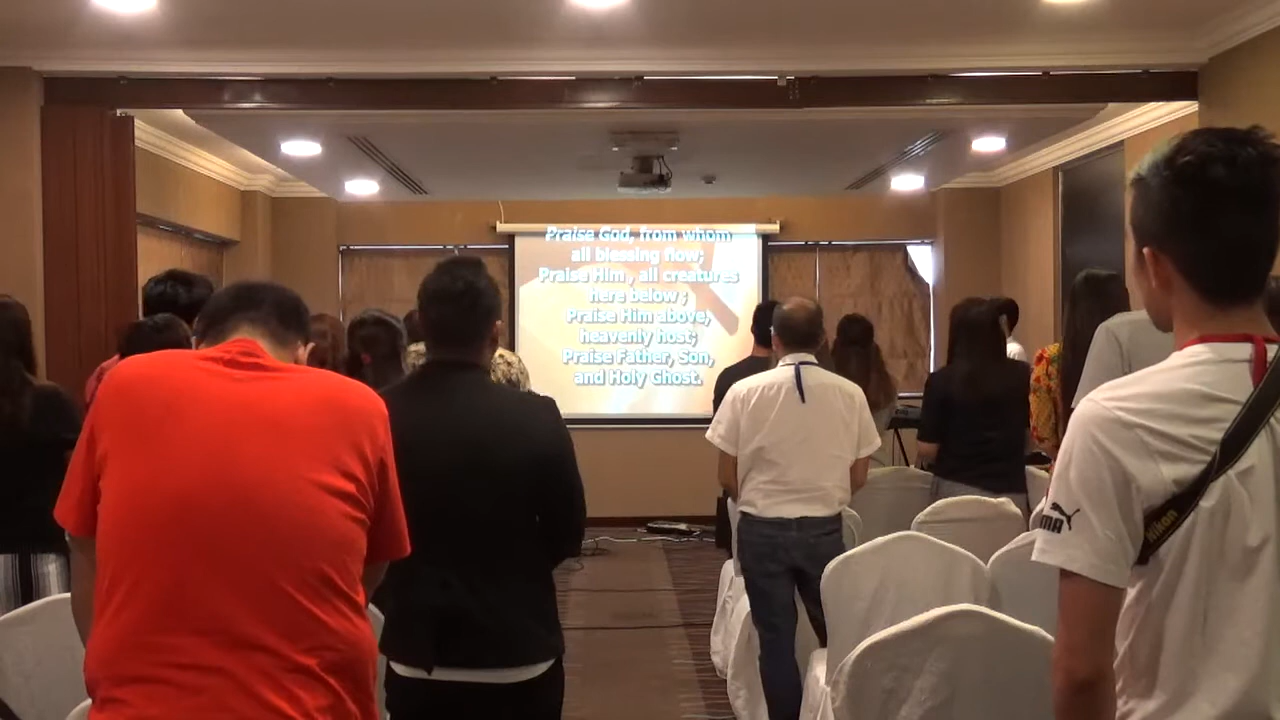 Praise God, from whom
all blessing flow;
Praise Him , all creatures
here below ;
Praise Him above,
heavenly host;
Praise Father, Son,
and Holy Ghost.
UMA
Nikon